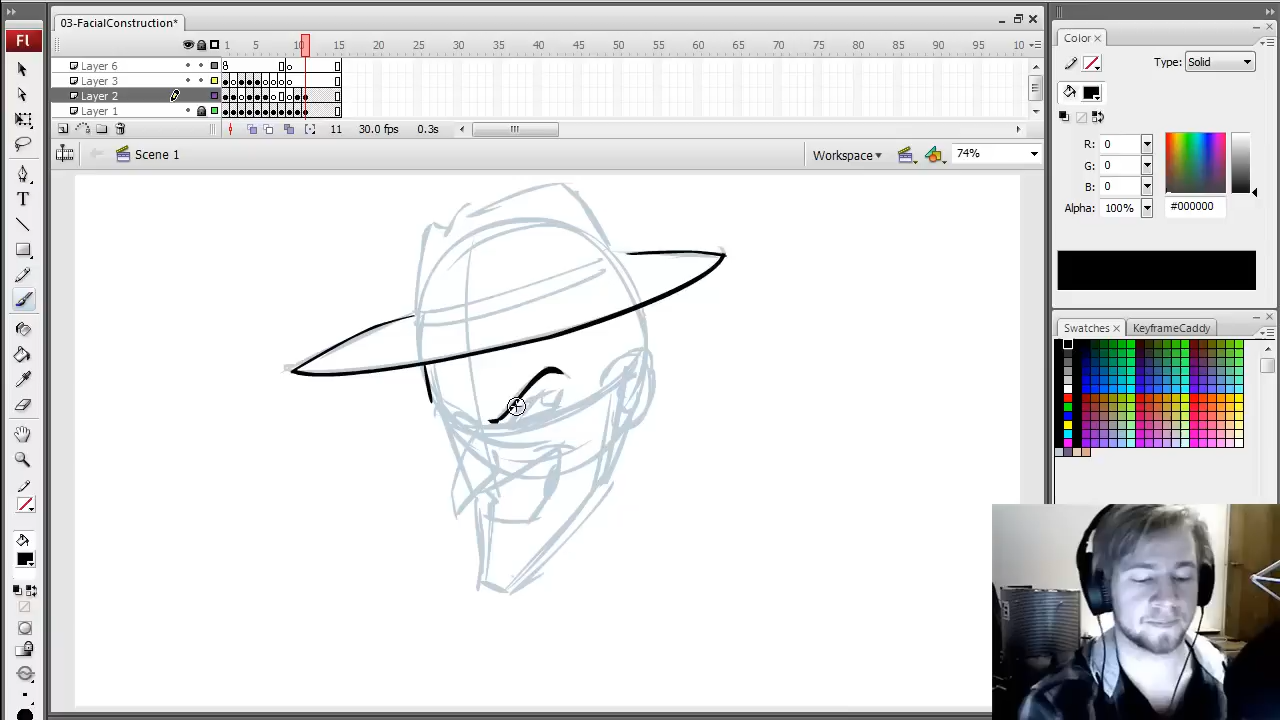 03-FacialConstruction*
Fl
1 5 10 15 20 25 30 35 40 45 50 55 60 65 70 75 80 85 90 95 10
Layer 6
Layer 3
Layer 2
Layer 1
11 30.0 fps 0.3s
Scene 1
Workspace
74%
Color
Type: Solid
R: 0
G: 0
B: 0
Alpha: 100%
#000000
Swatches
KeyframeCaddy
T